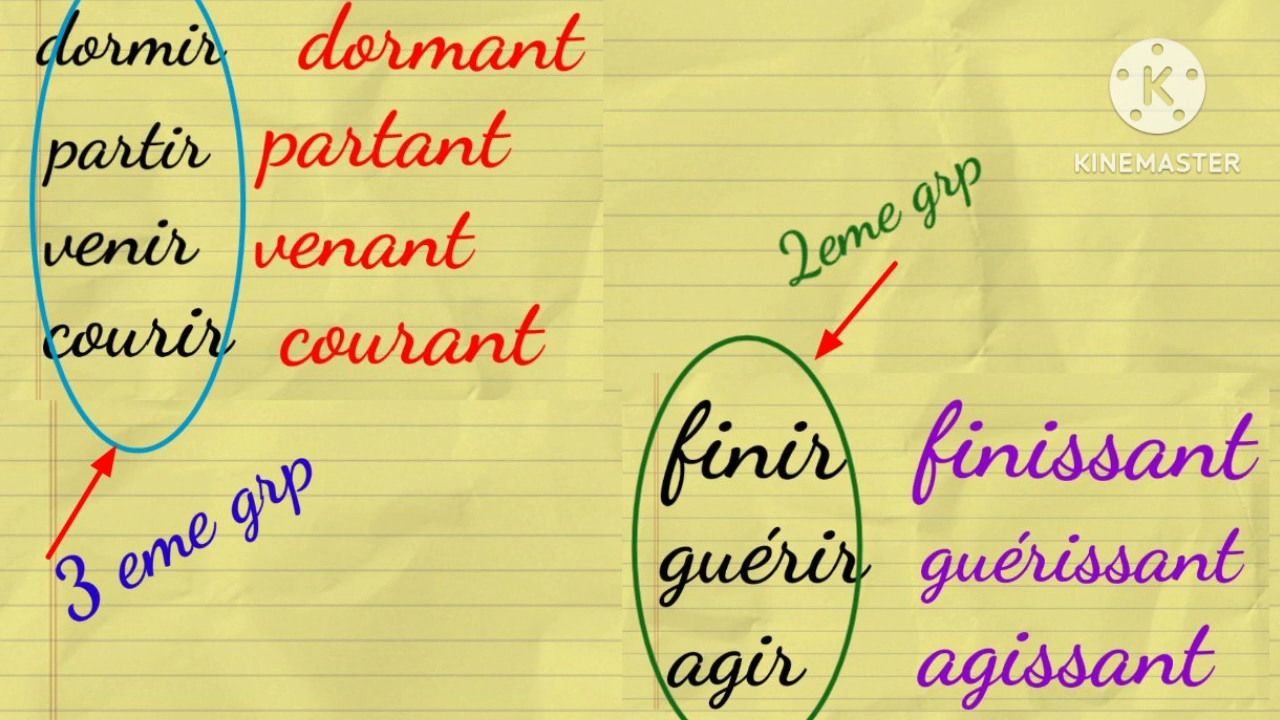 dormir dormant
partir partant
venir venant
courir courant
3 eme grp
KINEMASTER
2eme grp
finir finissant
guérir guérissant
agir agissant